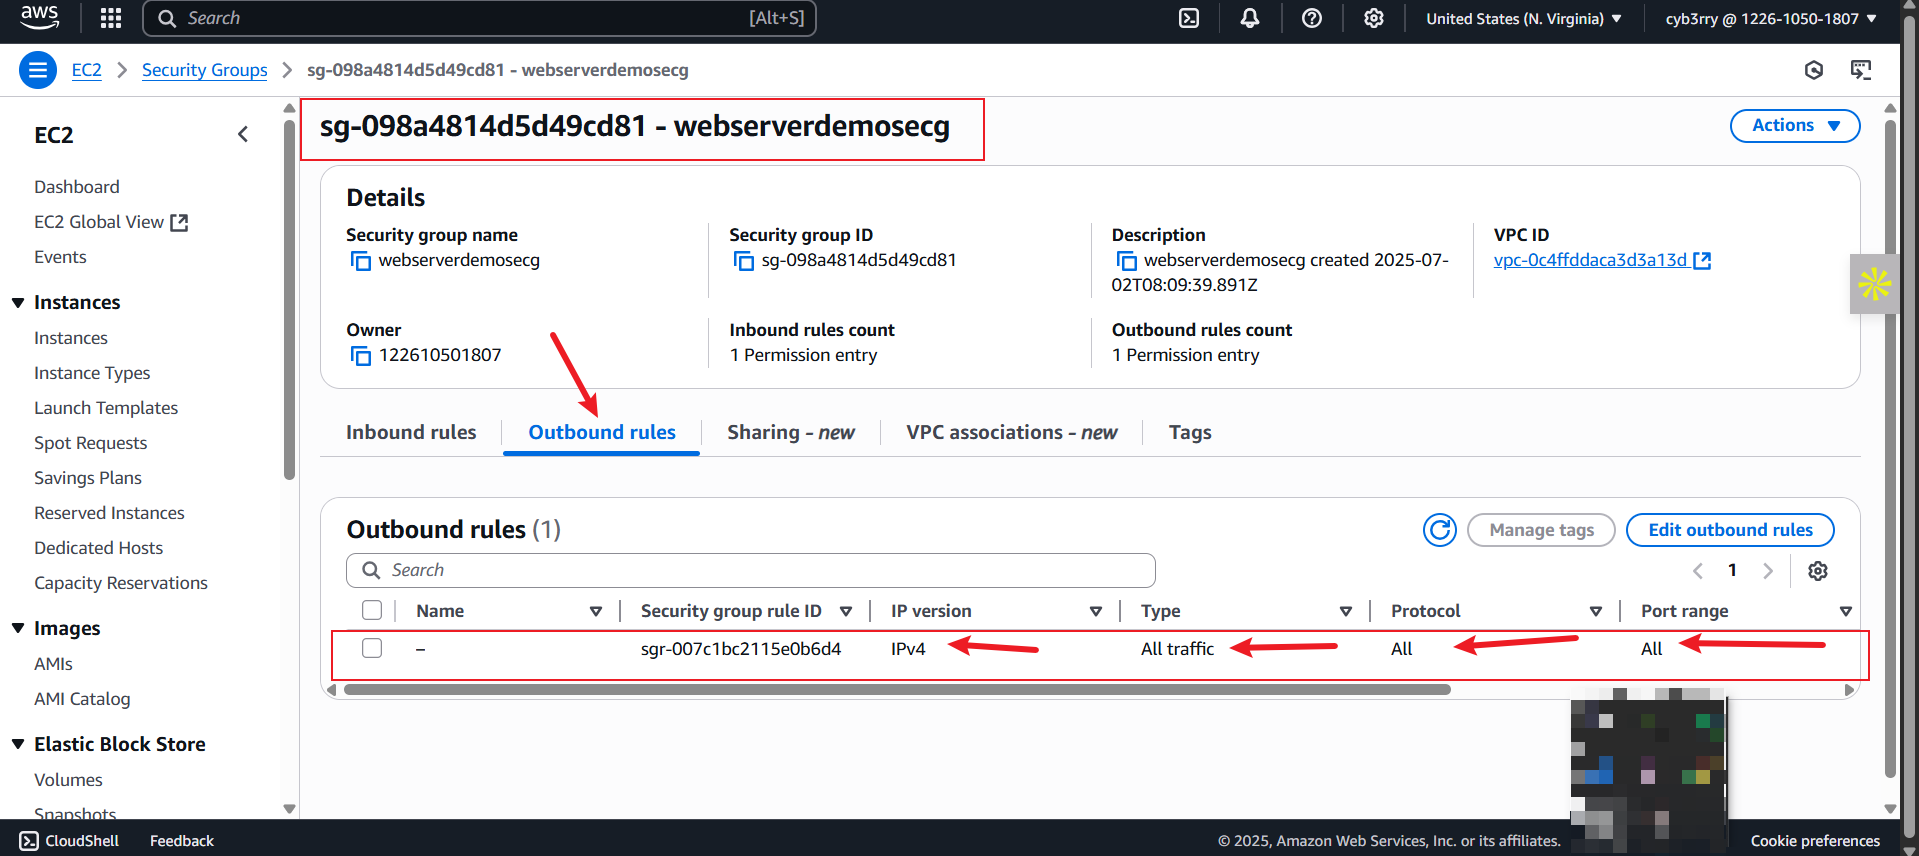 aws
Search [Alt+S]
United States (N. Virginia)
cyb3rry @ 1226-1050-1807
EC2
Security Groups
sg-098a4814d5d49cd81 - webserverdemosecg
EC2
Dashboard
EC2 Global View
Events
Instances
Instances
Instance Types
Launch Templates
Spot Requests
Savings Plans
Reserved Instances
Dedicated Hosts
Capacity Reservations
Images
AMIs
AMI Catalog
Elastic Block Store
Volumes
Snapshots
sg-098a4814d5d49cd81 - webserverdemosecg
Actions
Details
Security group name
webserverdemosecg
Security group ID
sg-098a4814d5d49cd81
Description
webserverdemosecg created 2025-07-
02T08:09:39.891Z
VPC ID
vpc-0c4ffddaca3d3a13d
Owner
122610501807
Inbound rules count
1 Permission entry
Outbound rules count
1 Permission entry
Inbound rules
Outbound rules
Sharing - new
VPC associations - new
Tags
Outbound rules (1)
Manage tags
Edit outbound rules
Search
1
Name Security group rule ID IP version Type Protocol Port range
– sgr-007c1bc2115e0b6d4 IPv4 All traffic All All
CloudShell
Feedback
© 2025, Amazon Web Services, Inc. or its affiliates.
Cookie preferences